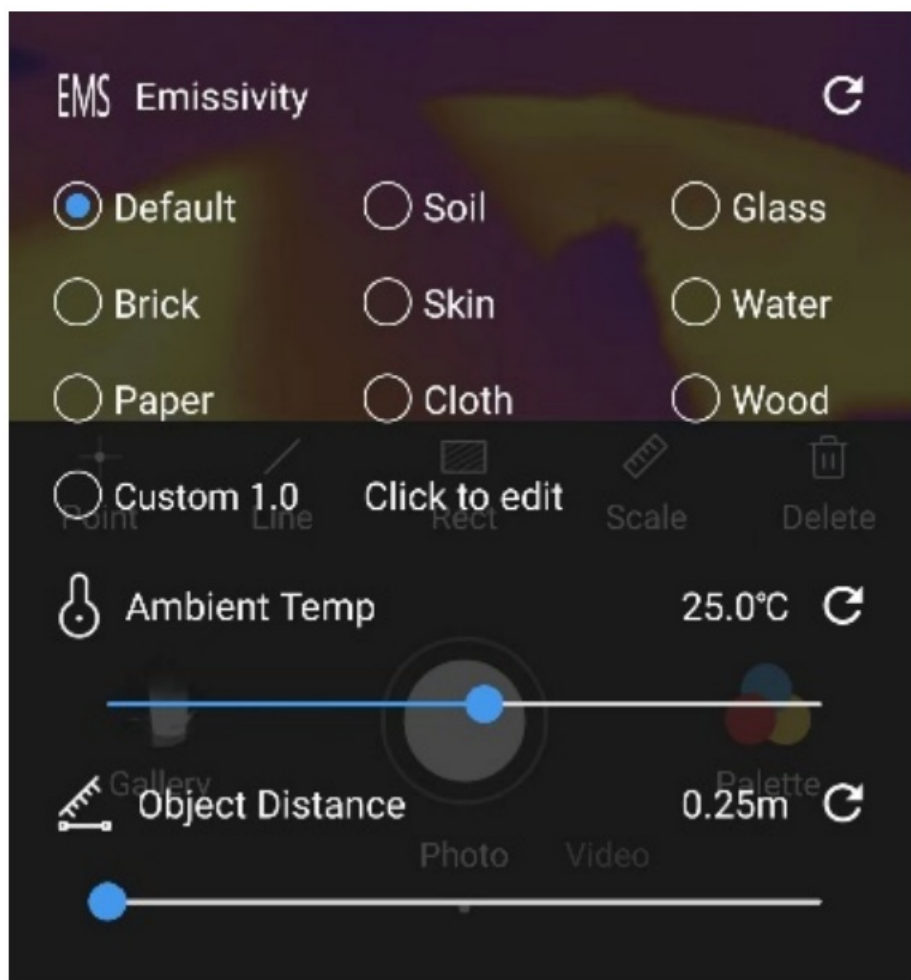 EMS Emissivity
Default Soil Glass
Brick Skin Water
Paper Cloth Wood
Custom 1.0 Click to edit
Point Line Rect Scale Delete
Ambient Temp 25.0℃
Gallery Palette
Object Distance 0.25m
Photo Video